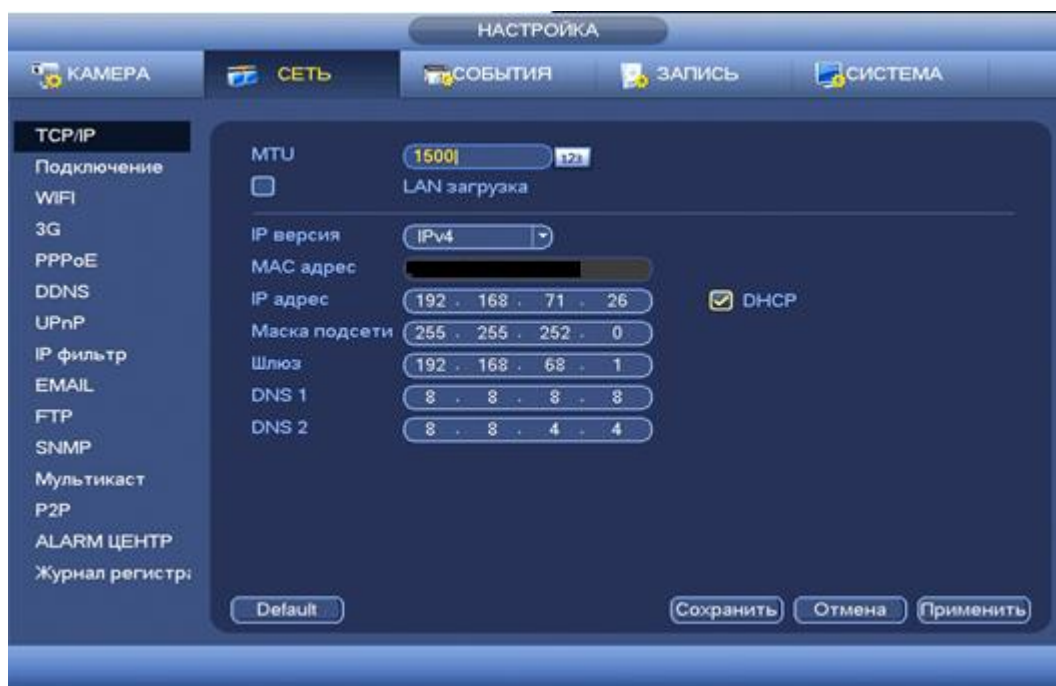 НАСТРОЙКА
КАМЕРА СЕТЬ СОБЫТИЯ ЗАПИСЬ СИСТЕМА
TCP/IP
Подключение
WIFI
3G
PPPoE
DDNS
UPnP
IP фильтр
EMAIL
FTP
SNMP
Мультикаст
P2P
ALARM ЦЕНТР
Журнал регистра
MTU 1500 123
LAN загрузка
IP версия IPv4
MAC адрес
IP адрес 192 . 168 . 71 . 26 DHCP
Маска подсети 255 . 255 . 252 . 0
Шлюз 192 . 168 . 68 . 1
DNS 1 8 . 8 . 8 . 8
DNS 2 8 . 8 . 4 . 4
Default Сохранить Отмена Применить